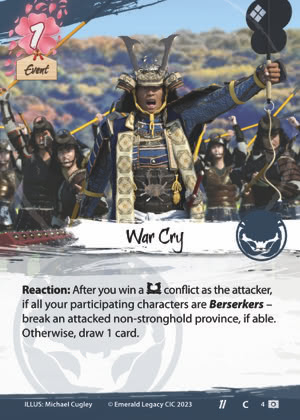 1
Event
War Cry
Reaction: After you win a conflict as the attacker,
if all your participating characters are Berserkers –
break an attacked non-stronghold province, if able.
Otherwise, draw 1 card.
ILLUS: Michael Cugley © Emerald Legacy CIC 2023 C 4